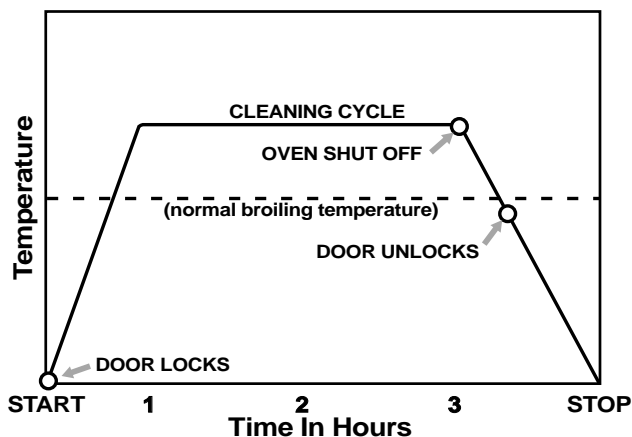 CLEANING CYCLE
OVEN SHUT OFF
(normal broiling temperature)
DOOR UNLOCKS
DOOR LOCKS
Temperature
START 1 2 3 STOP
Time In Hours